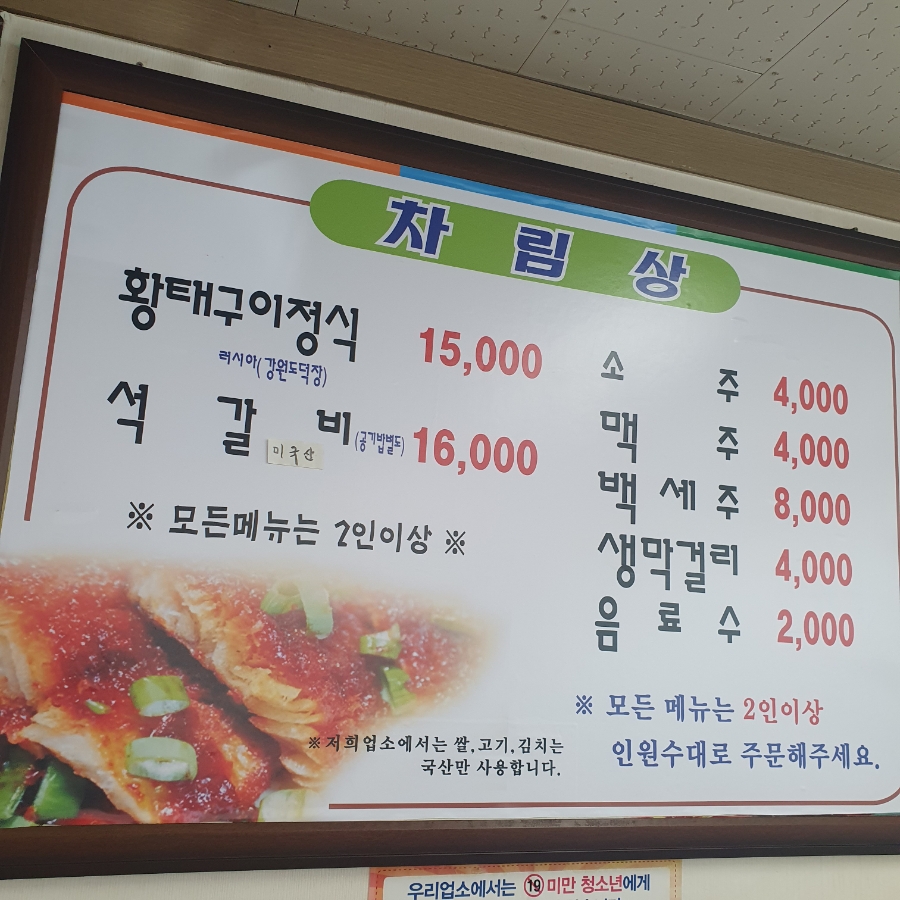 차림상
황태구이정식 15,000
러시아(강원도덕장)
석갈비(공기밥별도) 16,000
미국산
※ 모든메뉴는 2인이상 ※
소주 4,000
맥주 4,000
백세주 8,000
생막걸리 4,000
음료수 2,000
※ 모든 메뉴는 2인이상
인원수대로 주문해주세요.
※저희업소에서는 쌀,고기,김치는
국산만 사용합니다.
우리업소에서는 19 미만 청소년에게